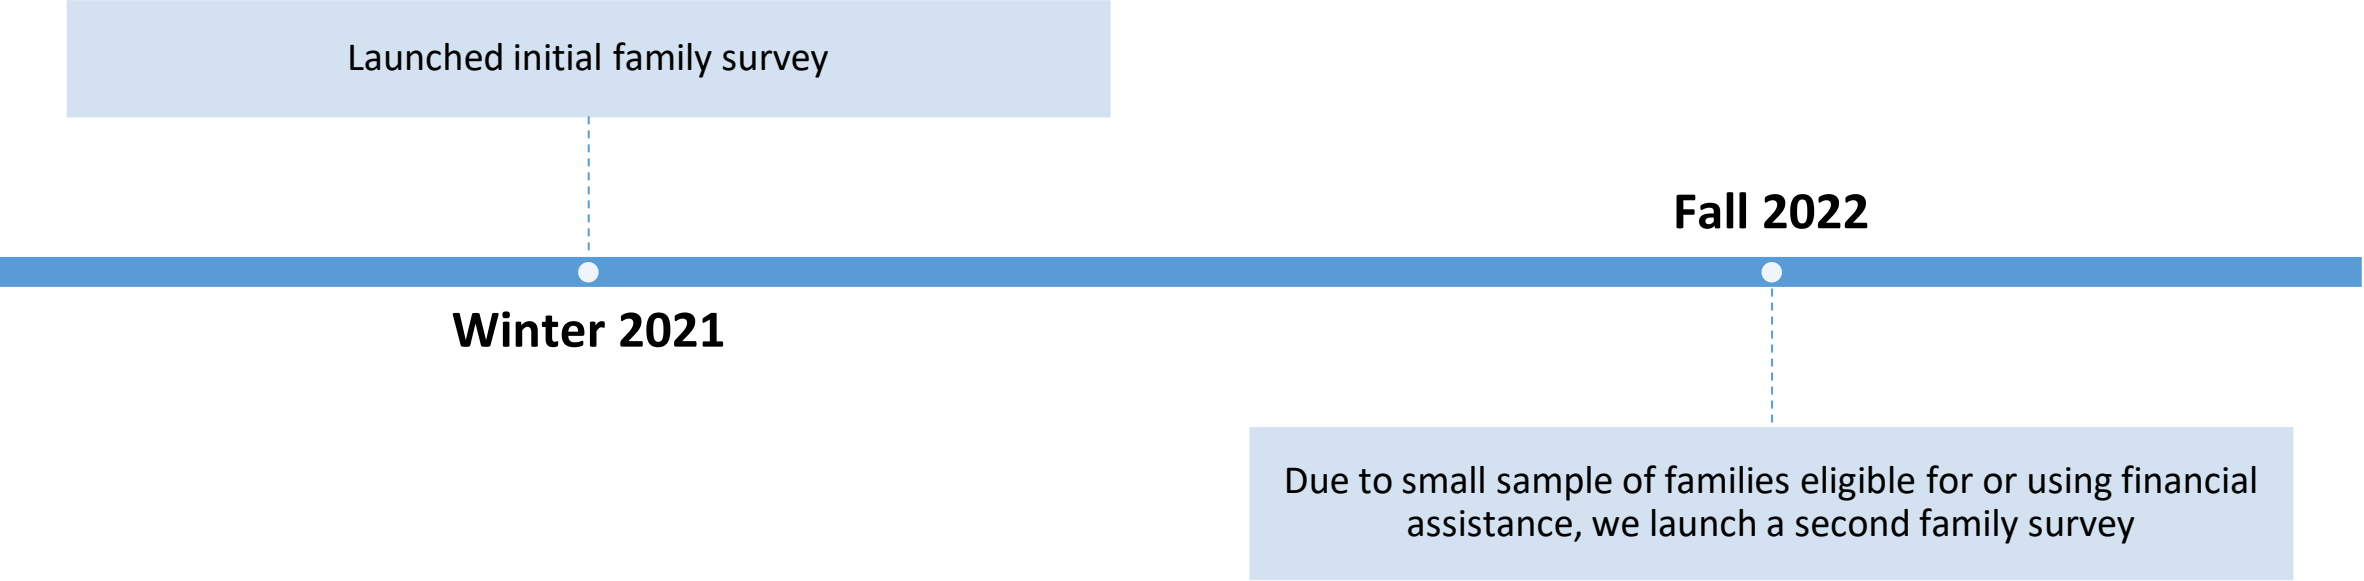 Launched initial family survey
Fall 2022
Winter 2021
Due to small sample of families eligible for or using financial
assistance, we launch a second family survey